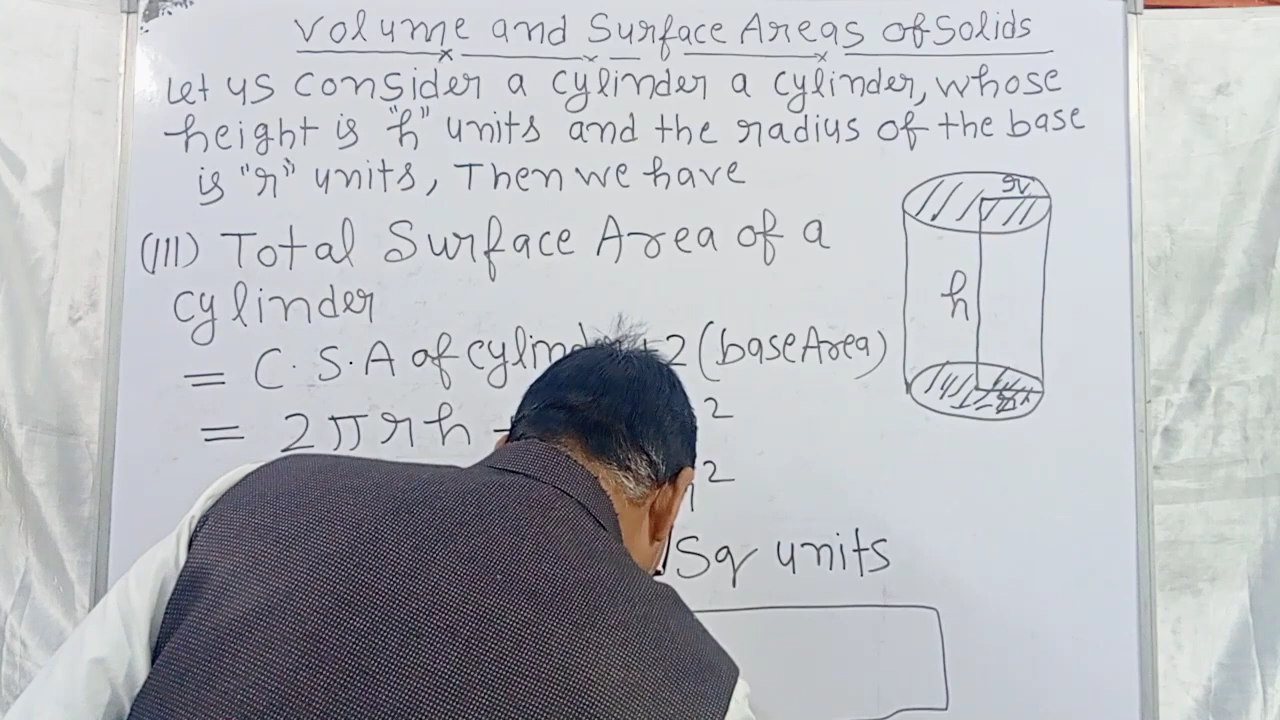 Volume and Surface Areas of Solids
Let us consider a cylinder a cylinder, whose
height is "h" units and the radius of the base
is "r" units, Then we have
(III) Total Surface Area of a
cylinder
= C.S.A of cylinder + 2 (base Area)
= 2πrh - 2
2
Sq units
r
h